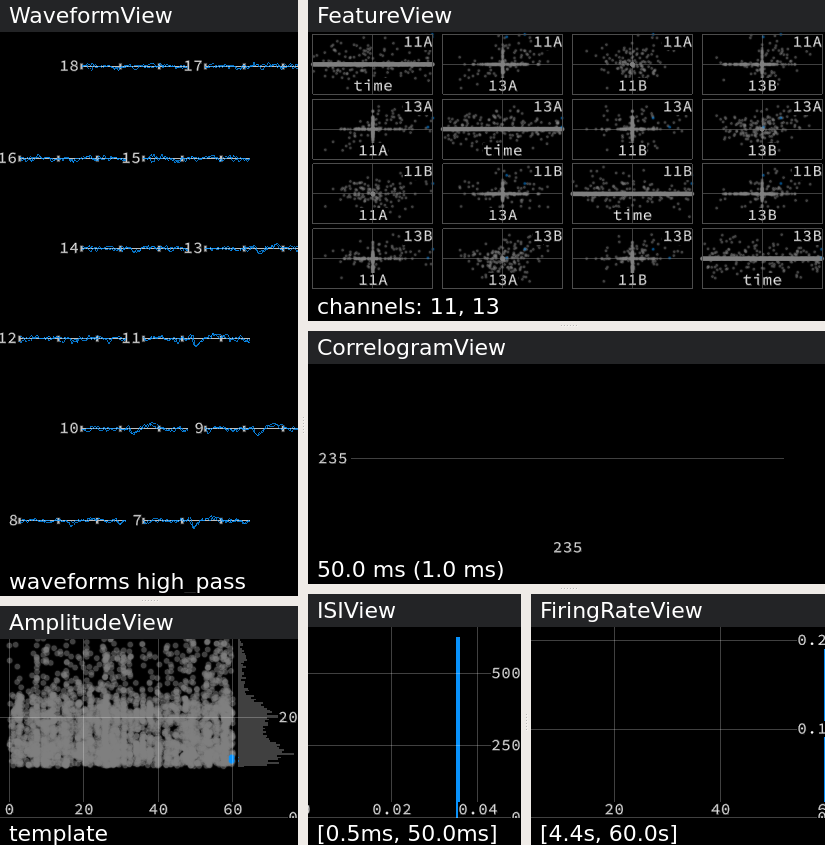 WaveformView
18 17
16 15
14 13
12 11
10 9
8 7
waveforms high_pass
FeatureView
11A 11A 11A 11A
time 13A 11B 13B
13A 13A 13A 13A
11A time 11B 13B
11B 11B 11B 11B
11A 13A time 13B
13B 13B 13B 13B
11A 13A 11B time
channels: 11, 13
CorrelogramView
235
235
50.0 ms (1.0 ms)
AmplitudeView
20
0 20 40 60
0
template
ISIView
500
250
0.02 0.04
0
[0.5ms, 50.0ms]
FiringRateView
0.2
0.1
20 40
[4.4s, 60.0s]